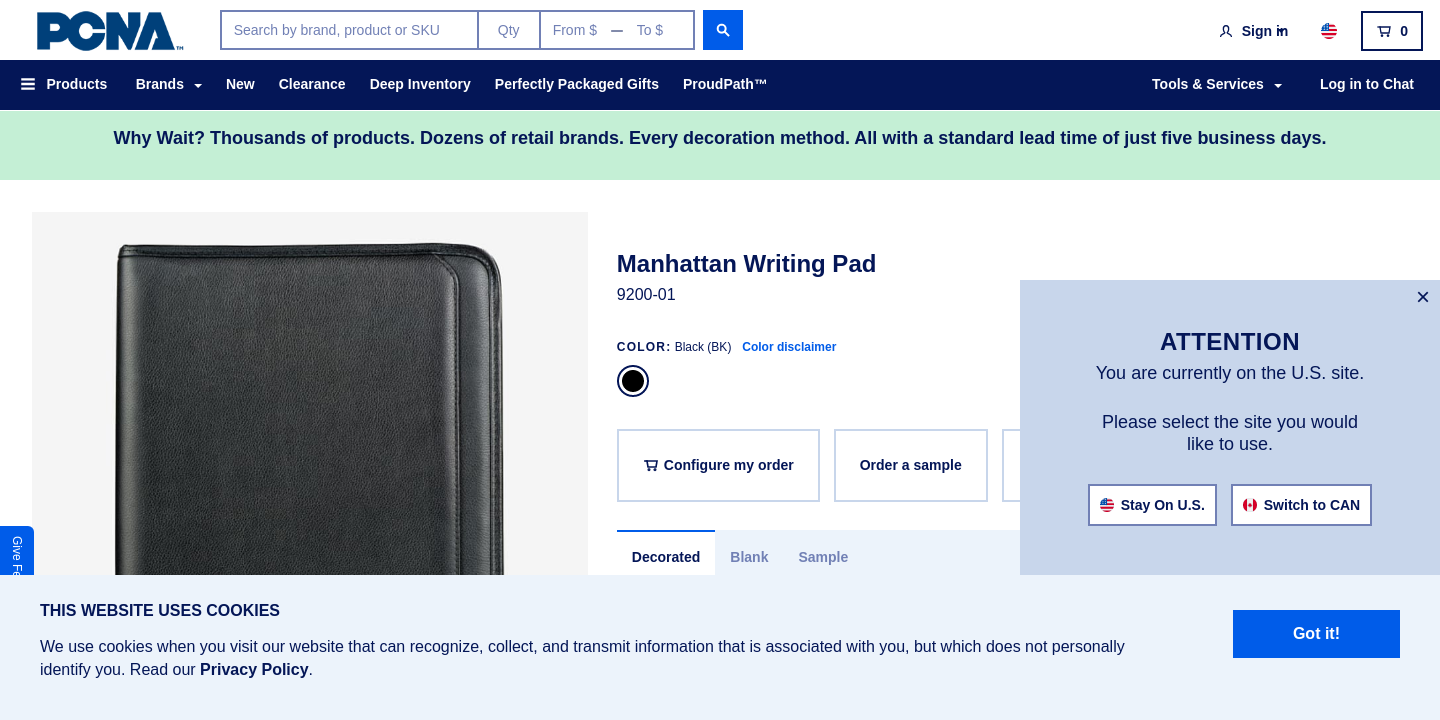 PCNA™
Search by brand, product or SKU Qty From $ — To $
Sign in 0
Products Brands New Clearance Deep Inventory Perfectly Packaged Gifts ProudPath™ Tools & Services Log in to Chat
Why Wait? Thousands of products. Dozens of retail brands. Every decoration method. All with a standard lead time of just five business days.
Manhattan Writing Pad
9200-01
COLOR: Black (BK) Color disclaimer
Configure my order Order a sample
Decorated Blank Sample
ATTENTION
You are currently on the U.S. site.
Please select the site you would
like to use.
Stay On U.S. Switch to CAN
Give
THIS WEBSITE USES COOKIES
We use cookies when you visit our website that can recognize, collect, and transmit information that is associated with you, but which does not personally
identify you. Read our Privacy Policy.
Got it!